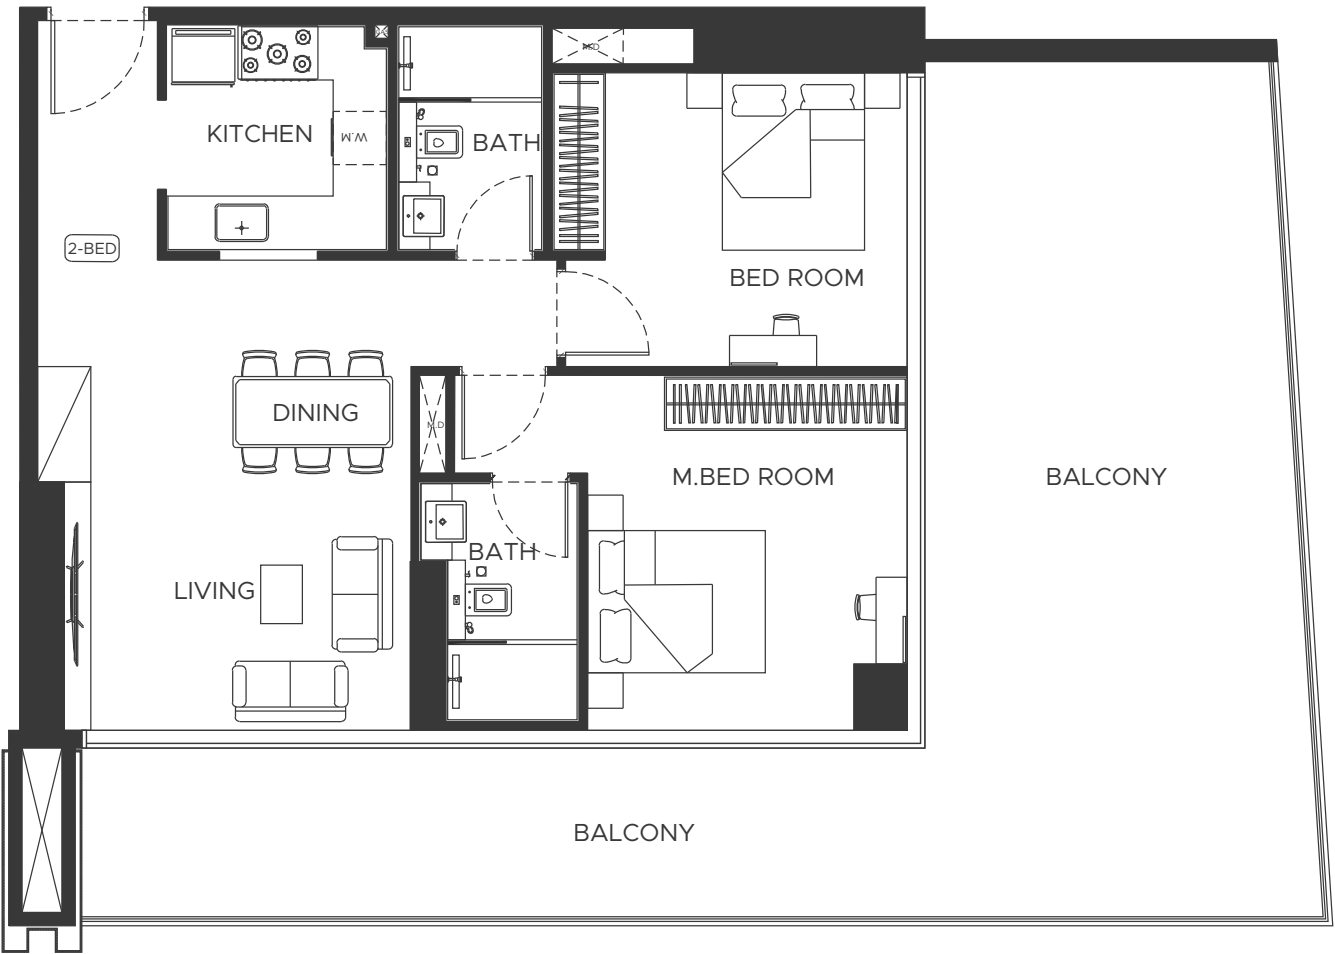 M.D
KITCHEN
W.M
BATH
2-BED
BED ROOM
DINING
M.D
M.BED ROOM
BALCONY
BATH
LIVING
BALCONY